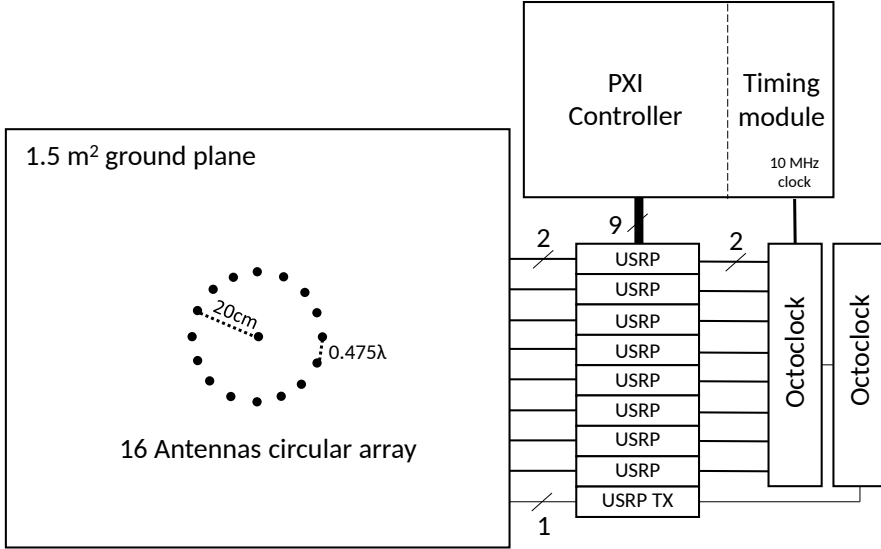 PXI
Controller
Timing
module
10 MHz
clock
1.5 m² ground plane
20cm
0.475λ
16 Antennas circular array
9
2
2
USRP
USRP
USRP
USRP
USRP
USRP
USRP
USRP
USRP TX
1
Octoclock
Octoclock